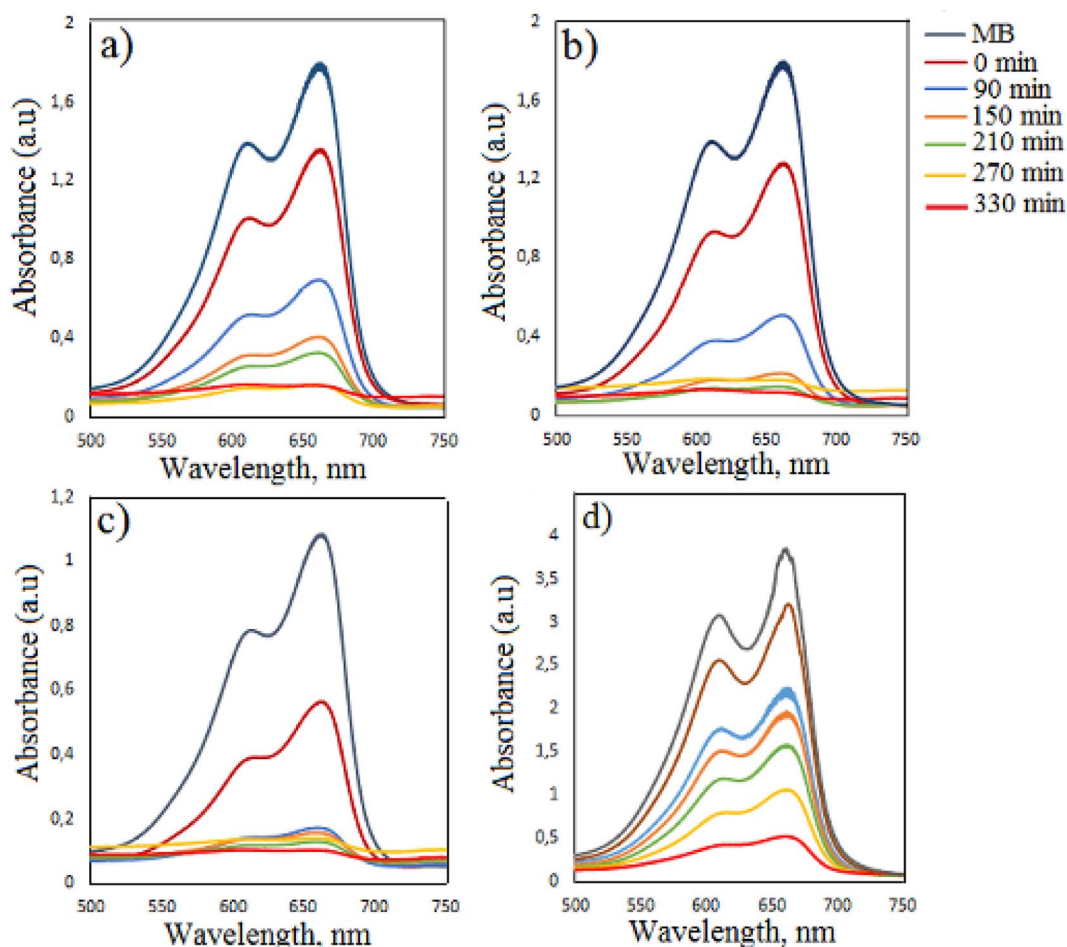 a)
Absorbance (a.u)
2
1,6
1,2
0,8
0,4
0
500 550 600 650 700 750
Wavelength, nm
b)
Absorbance (a.u)
2
1,6
1,2
0,8
0,4
0
500 550 600 650 700 750
Wavelength, nm
MB
0 min
90 min
150 min
210 min
270 min
330 min
c)
Absorbance (a.u)
1,2
1
0,8
0,6
0,4
0,2
0
500 550 600 650 700 750
Wavelength, nm
d)
Absorbance (a.u)
4
3,5
3
2,5
2
1,5
1
0,5
0
500 550 600 650 700 750
Wavelength, nm